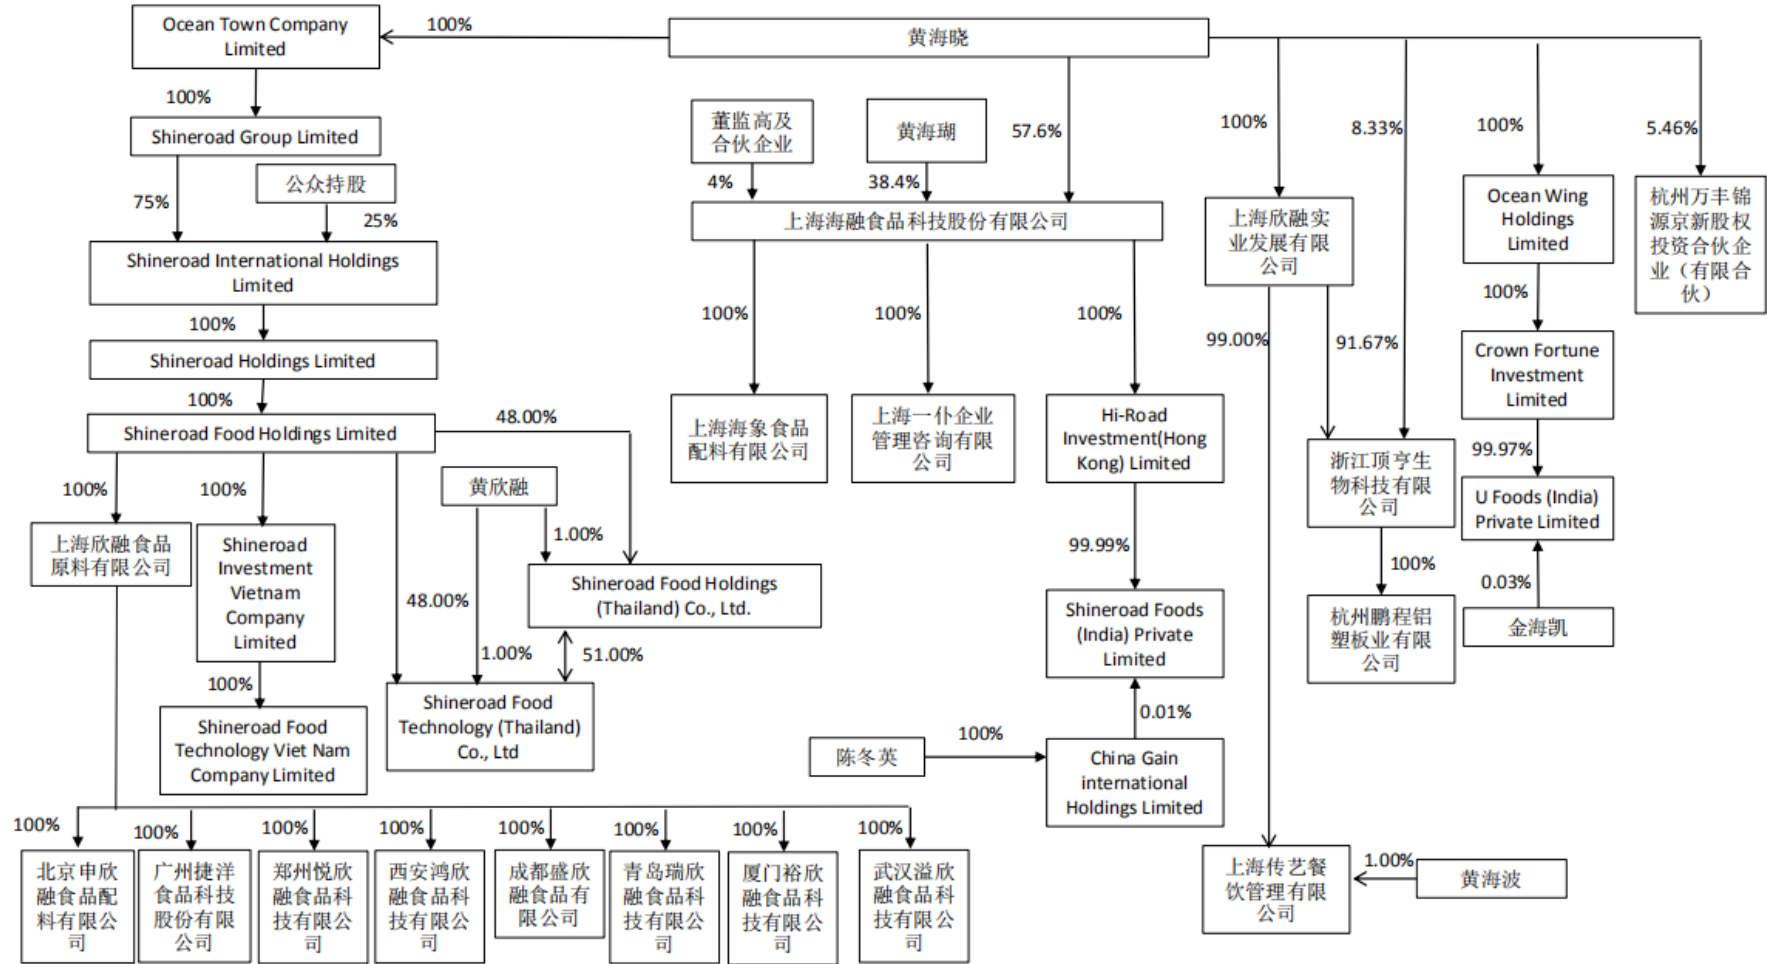 Ocean Town Company
Limited
100%
黄海晓
100%
Shineroad Group Limited
75%
公众持股
25%
Shineroad International Holdings
Limited
100%
Shineroad Holdings Limited
100%
Shineroad Food Holdings Limited
48.00%
100%
100%
黄欣融
1.00%
上海欣融食品
原料有限公司
Shineroad
Investment
Vietnam
Company
Limited
48.00%
1.00%
Shineroad Food Holdings
(Thailand) Co., Ltd.
51.00%
100%
Shineroad Food
Technology Viet Nam
Company Limited
Shineroad Food
Technology (Thailand)
Co., Ltd
董监高及
合伙企业
4%
黄海瑚
38.4%
57.6%
上海海融食品科技股份有限公司
100%
100%
100%
上海海象食品
配料有限公司
上海一仆企业
管理咨询有限
公司
Hi-Road
Investment(Hong
Kong) Limited
99.99%
Shineroad Foods
(India) Private
Limited
0.01%
陈冬英
100%
China Gain
international
Holdings Limited
100%
8.33%
100%
5.46%
上海欣融实
业发展有限
公司
Ocean Wing
Holdings
Limited
杭州万丰锦
源京新股权
投资合伙企
业（有限合
伙）
99.00%
91.67%
100%
Crown Fortune
Investment
Limited
99.97%
浙江顶亨生
物科技有限
公司
U Foods (India)
Private Limited
100%
0.03%
杭州鹏程铝
塑板业有限
公司
金海凯
100%
100%
100%
100%
100%
100%
100%
100%
北京申欣
融食品配
料有限公
司
广州捷洋
食品科技
股份有限
公司
郑州悦欣
融食品科
技有限公
司
西安鸿欣
融食品科
技有限公
司
成都盛欣
融食品有
限公司
青岛瑞欣
融食品科
技有限公
司
厦门裕欣
融食品科
技有限公
司
武汉溢欣
融食品科
技有限公
司
上海传艺餐
饮管理有限
公司
1.00%
黄海波